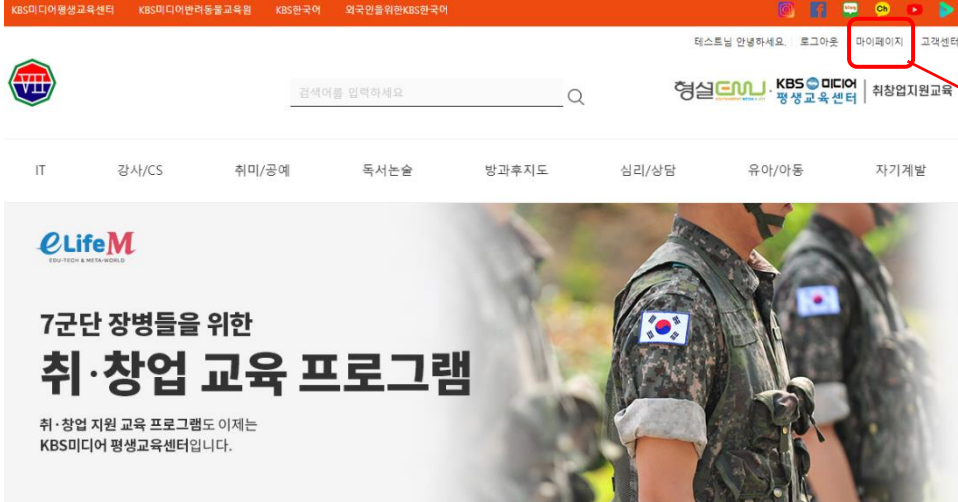 KBS미디어평생교육센터 KBS미디어반려동물교육원 KBS한국어 외국인을위한KBS한국어
blog Ch
테스트님 안녕하세요. 로그아웃 마이페이지 고객센터
VII
검색어를 입력하세요
형설EMJ · KBS 미디어 평생교육센터 | 취창업지원교육
IT 강사/CS 취미/공예 독서논술 방과후지도 심리/상담 유아/아동 자기계발
eLifeM
EDU-TECH & META-WORLD
7군단 장병들을 위한
취·창업 교육 프로그램
취·창업 지원 교육 프로그램도 이제는
KBS미디어 평생교육센터입니다.